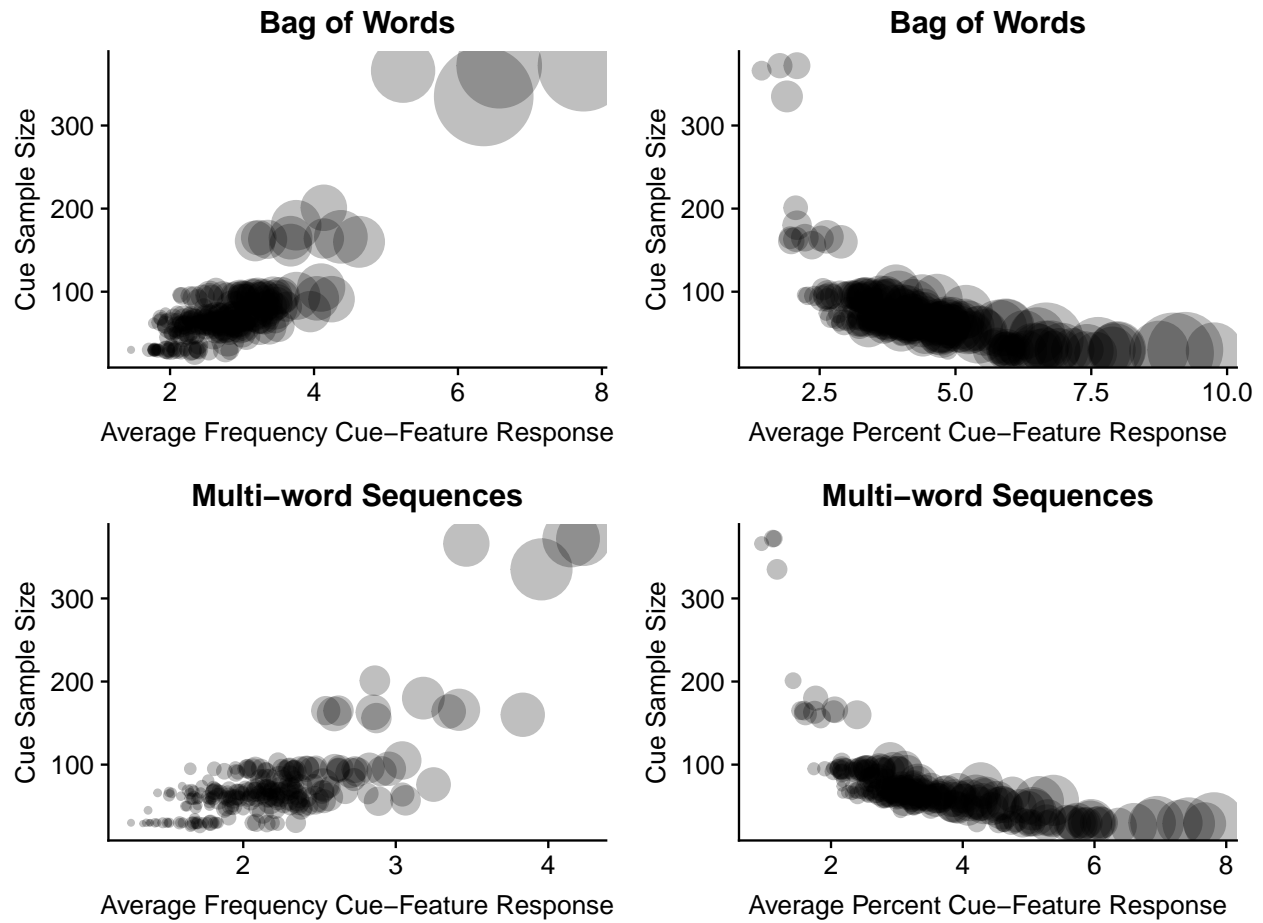 Bag of Words
Cue Sample Size
300
200
100
2 4 6 8
Average Frequency Cue−Feature Response
Bag of Words
Cue Sample Size
300
200
100
2.5 5.0 7.5 10.0
Average Percent Cue−Feature Response
Multi−word Sequences
Cue Sample Size
300
200
100
2 3 4
Average Frequency Cue−Feature Response
Multi−word Sequences
Cue Sample Size
300
200
100
2 4 6 8
Average Percent Cue−Feature Response